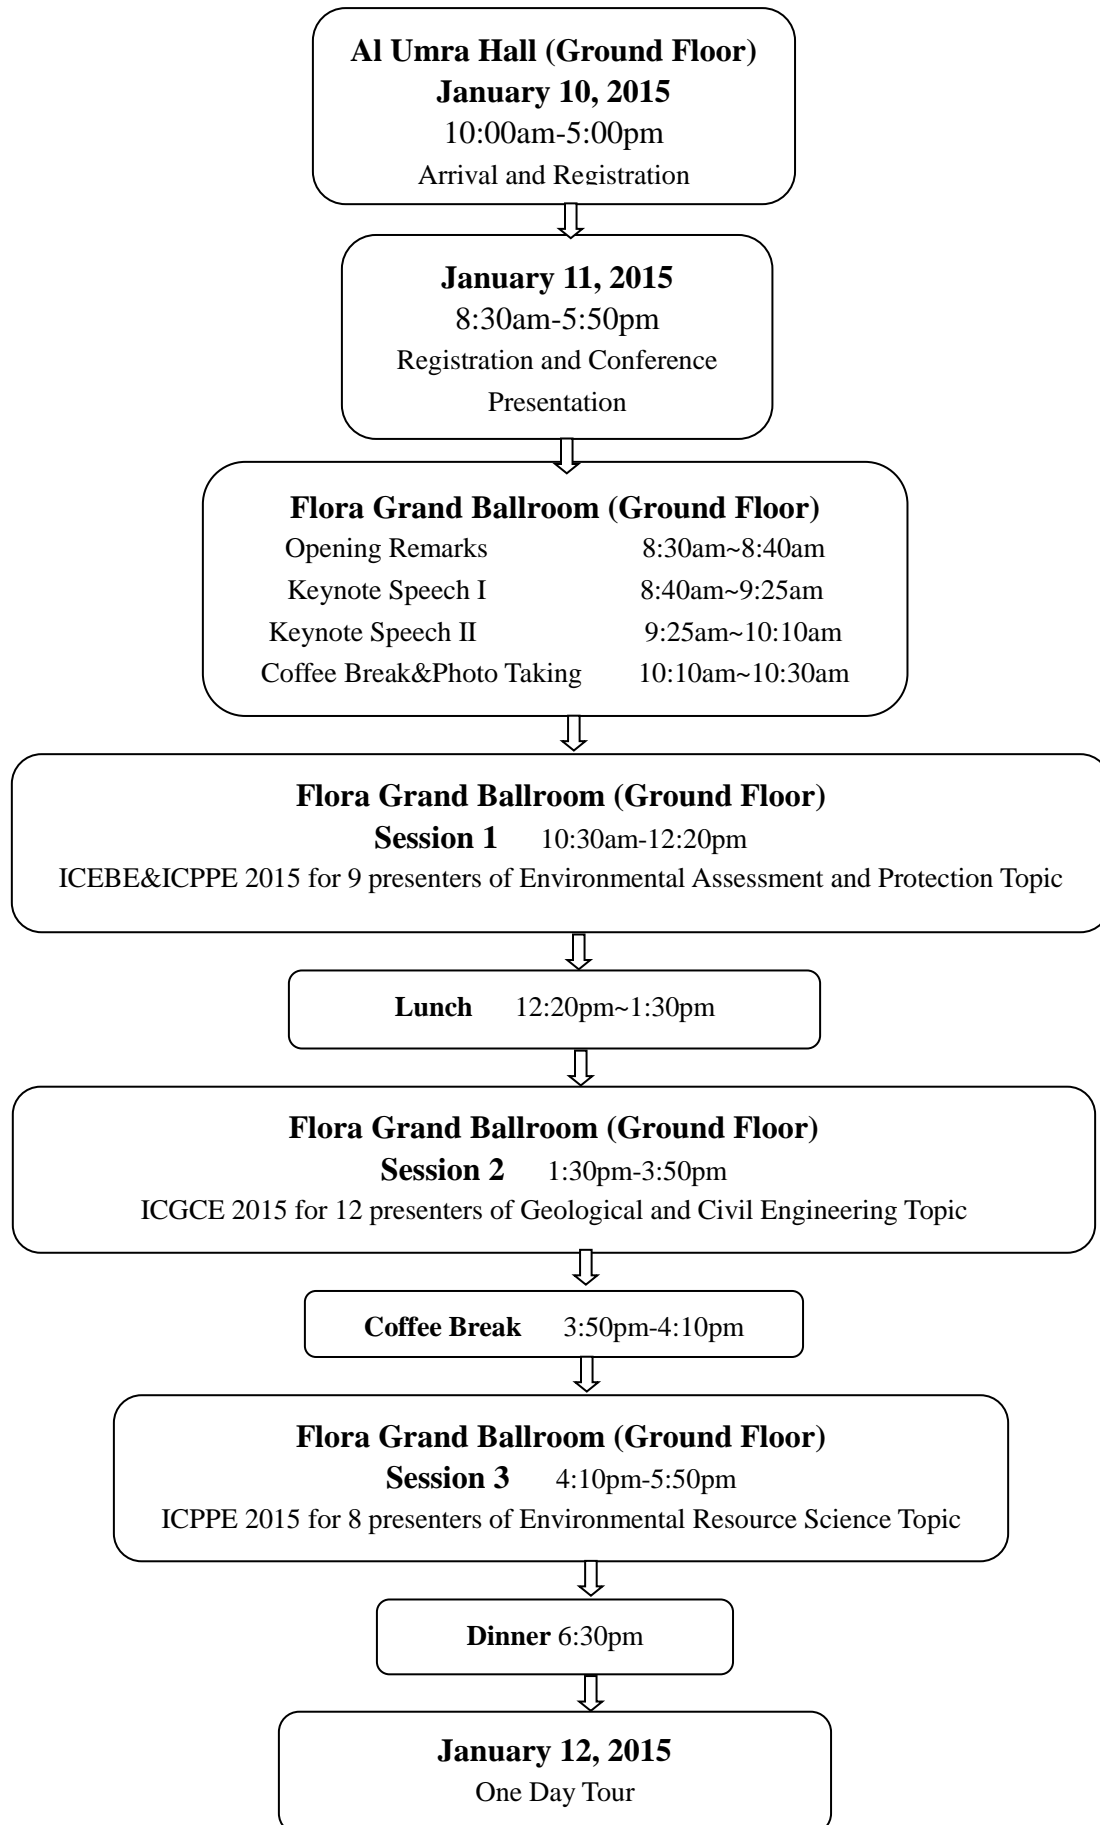 Al Umra Hall (Ground Floor)
January 10, 2015
10:00am-5:00pm
Arrival and Registration
January 11, 2015
8:30am-5:50pm
Registration and Conference
Presentation
Flora Grand Ballroom (Ground Floor)
Opening Remarks 8:30am~8:40am
Keynote Speech I 8:40am~9:25am
Keynote Speech II 9:25am~10:10am
Coffee Break&Photo Taking 10:10am~10:30am
Flora Grand Ballroom (Ground Floor)
Session 1 10:30am-12:20pm
ICEBE&ICPPE 2015 for 9 presenters of Environmental Assessment and Protection Topic
Lunch 12:20pm~1:30pm
Flora Grand Ballroom (Ground Floor)
Session 2 1:30pm-3:50pm
ICGCE 2015 for 12 presenters of Geological and Civil Engineering Topic
Coffee Break 3:50pm-4:10pm
Flora Grand Ballroom (Ground Floor)
Session 3 4:10pm-5:50pm
ICPPE 2015 for 8 presenters of Environmental Resource Science Topic
Dinner 6:30pm
January 12, 2015
One Day Tour